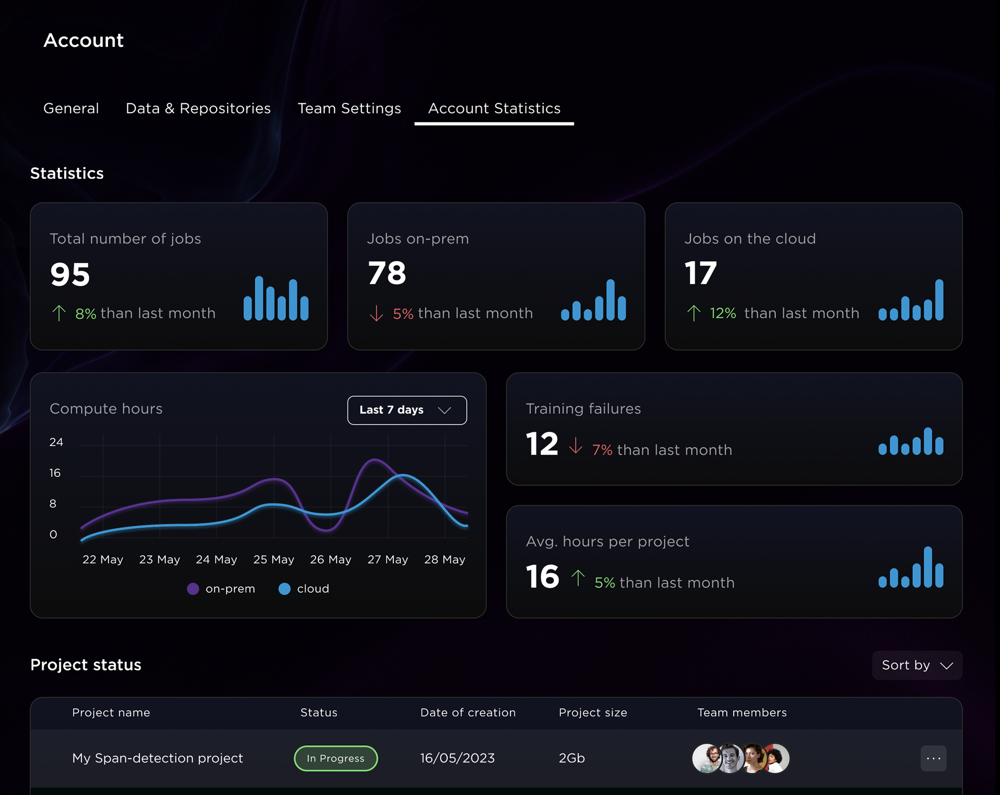 Account
General Data & Repositories Team Settings Account Statistics
Statistics
Total number of jobs
95
8% than last month
Jobs on-prem
78
5% than last month
Jobs on the cloud
17
12% than last month
Compute hours
Last 7 days
24
16
8
0
22 May 23 May 24 May 25 May 26 May 27 May 28 May
on-prem cloud
Training failures
12 7% than last month
Avg. hours per project
16 5% than last month
Project status
Sort by
Project name Status Date of creation Project size Team members
My Span-detection project In Progress 16/05/2023 2Gb